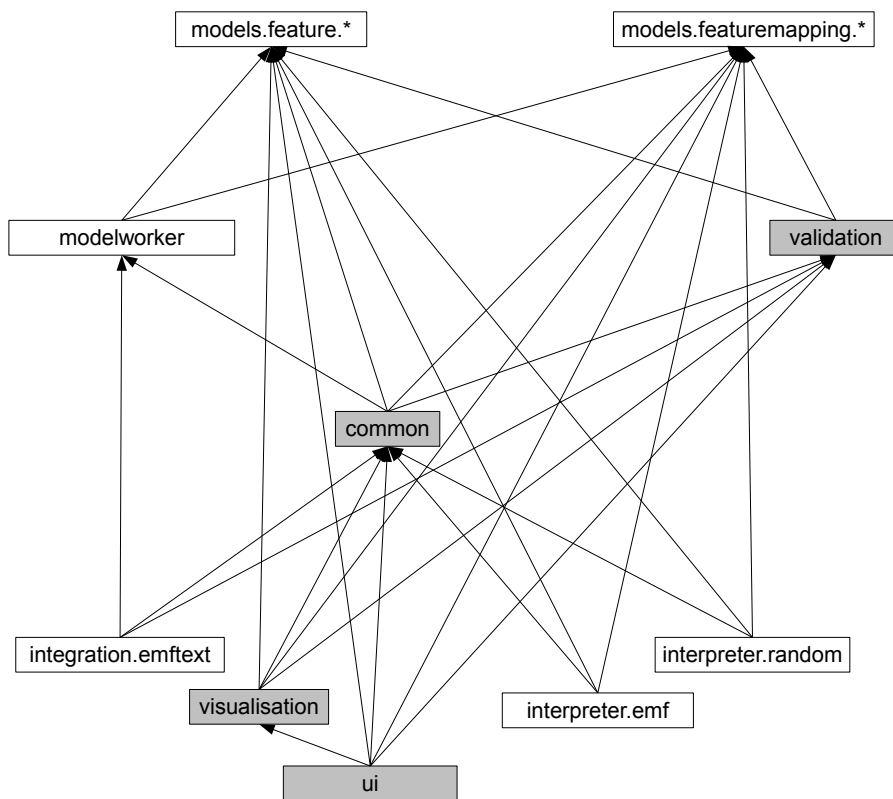 models.feature.*
models.featuremapping.*
modelworker
validation
common
integration.emftext
interpreter.random
visualisation
interpreter.emf
ui